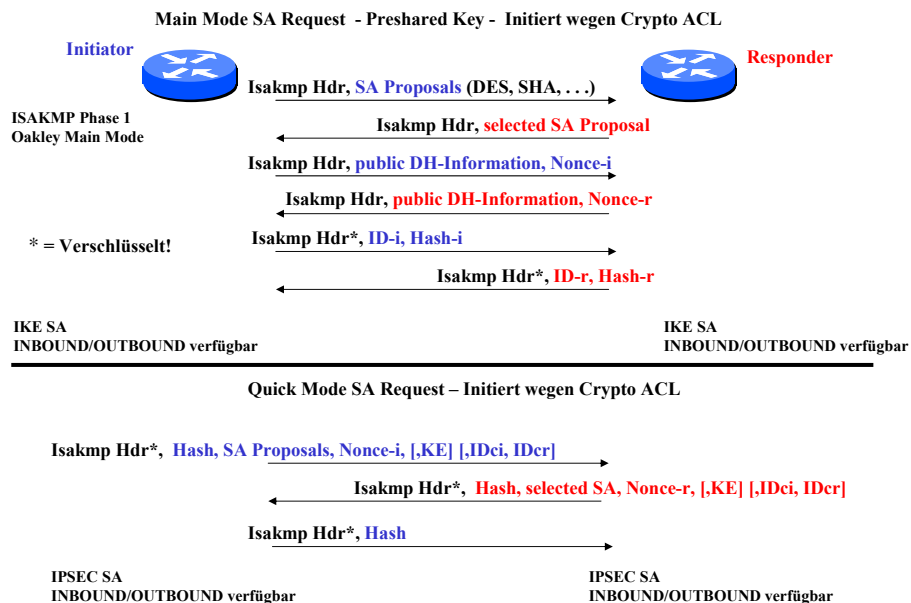 Main Mode SA Request - Preshared Key - Initiert wegen Crypto ACL
Initiator
Responder
Isakmp Hdr, SA Proposals (DES, SHA, . . .)
ISAKMP Phase 1
Oakley Main Mode
Isakmp Hdr, selected SA Proposal
Isakmp Hdr, public DH-Information, Nonce-i
Isakmp Hdr, public DH-Information, Nonce-r
* = Verschlüsselt!
Isakmp Hdr*, ID-i, Hash-i
Isakmp Hdr*, ID-r, Hash-r
IKE SA
INBOUND/OUTBOUND verfügbar
IKE SA
INBOUND/OUTBOUND verfügbar
Quick Mode SA Request – Initiert wegen Crypto ACL
Isakmp Hdr*, Hash, SA Proposals, Nonce-i, [,KE] [,IDci, IDcr]
Isakmp Hdr*, Hash, selected SA, Nonce-r, [,KE] [,IDci, IDcr]
Isakmp Hdr*, Hash
IPSEC SA
INBOUND/OUTBOUND verfügbar
IPSEC SA
INBOUND/OUTBOUND verfügbar